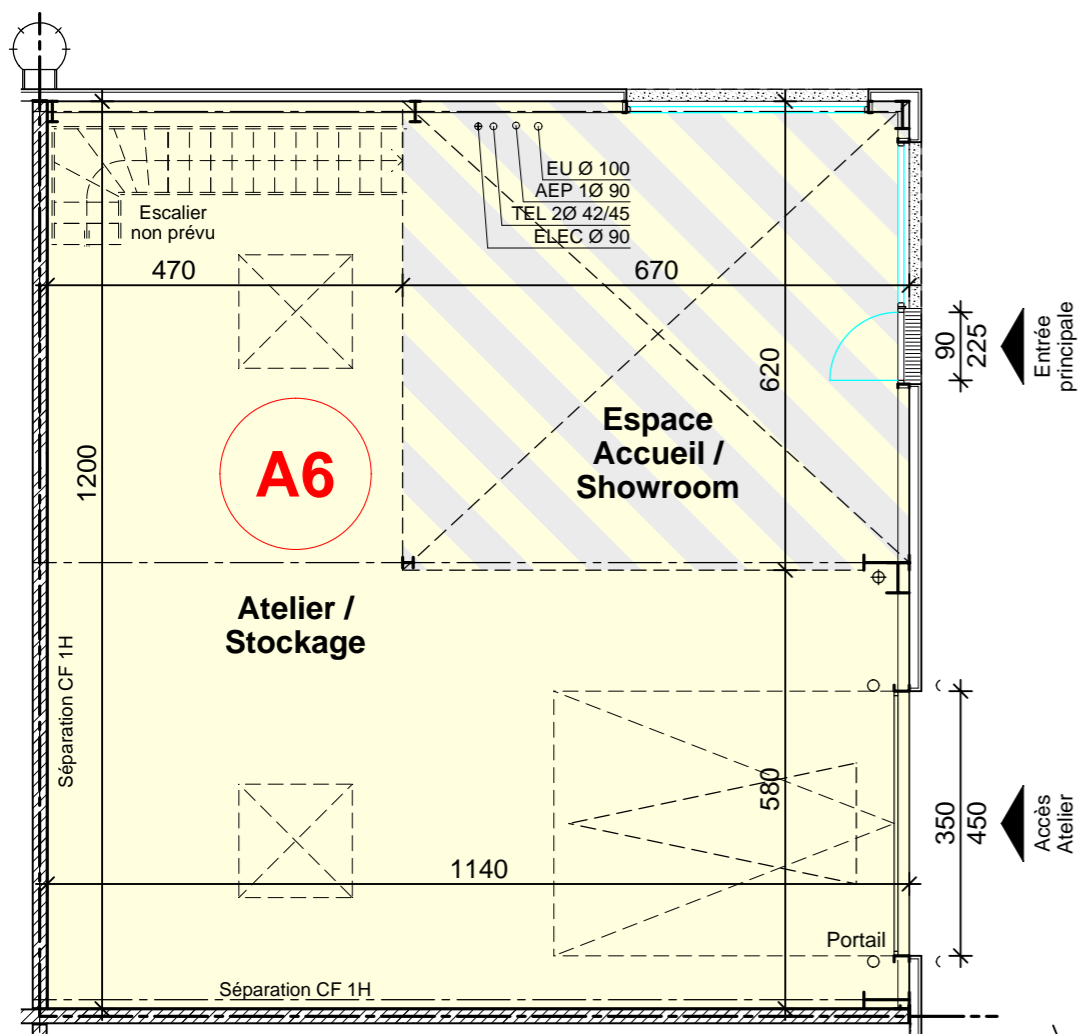 EU Ø 100
AEP 1Ø 90
TEL 2Ø 42/45
ELEC Ø 90
Escalier
non prévu
470
670
90
225
Entrée
principale
620
Espace
Accueil /
Showroom
A6
1200
Atelier /
Stockage
Séparation CF 1H
580
350
450
Accès
Atelier
1140
Portail
Séparation CF 1H